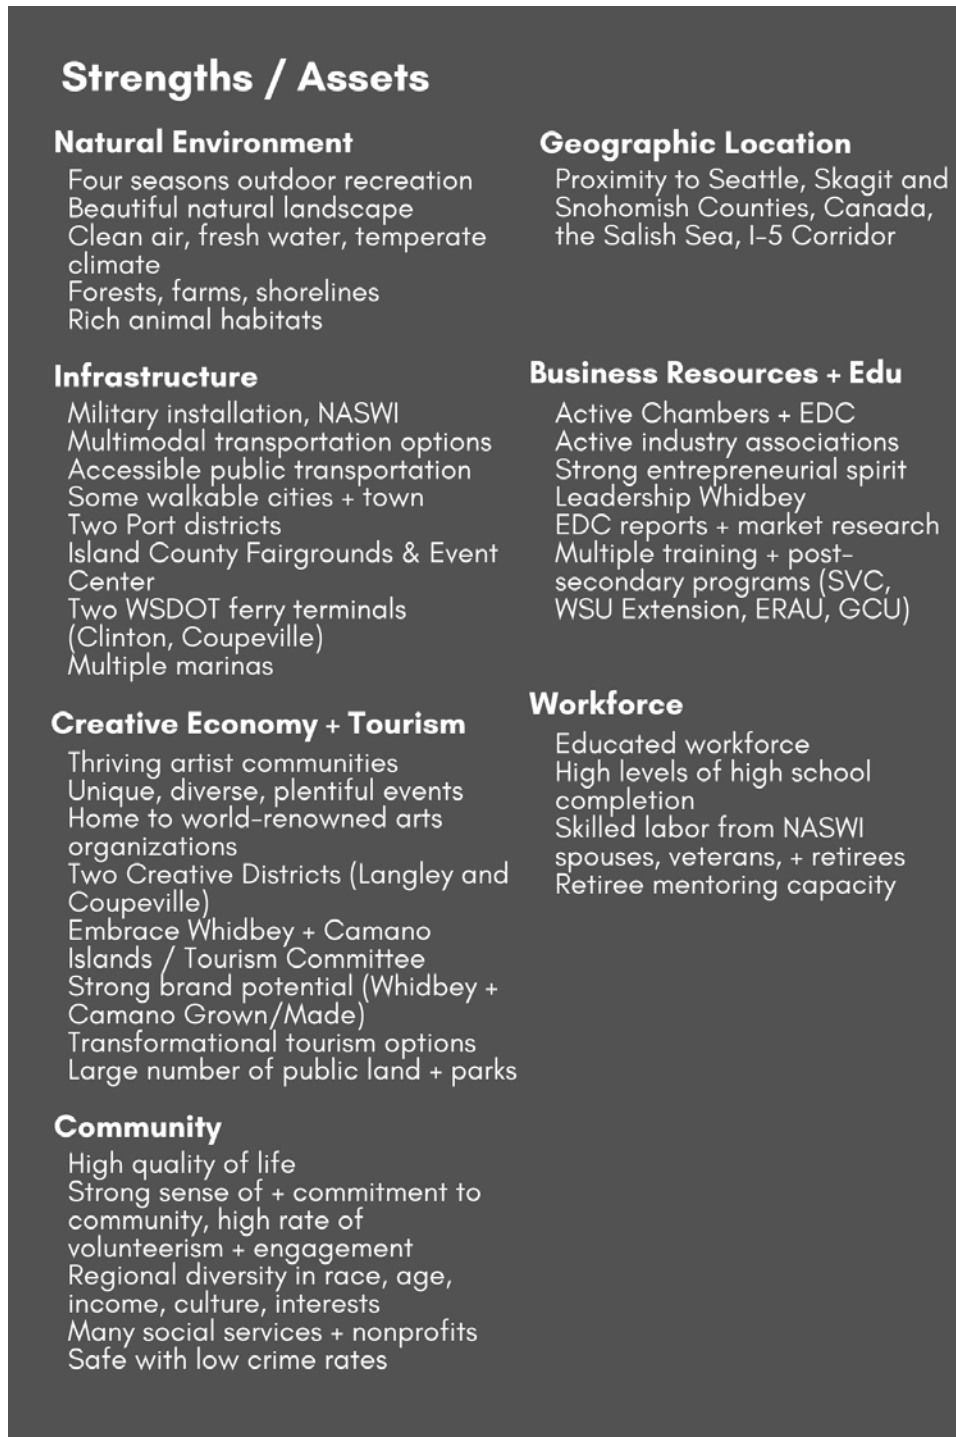 Strengths / Assets
Natural Environment
Four seasons outdoor recreation
Beautiful natural landscape
Clean air, fresh water, temperate
climate
Forests, farms, shorelines
Rich animal habitats
Infrastructure
Military installation, NASWI
Multimodal transportation options
Accessible public transportation
Some walkable cities + town
Two Port districts
Island County Fairgrounds & Event
Center
Two WSDOT ferry terminals
(Clinton, Coupeville)
Multiple marinas
Creative Economy + Tourism
Thriving artist communities
Unique, diverse, plentiful events
Home to world-renowned arts
organizations
Two Creative Districts (Langley and
Coupeville)
Embrace Whidbey + Camano
Islands / Tourism Committee
Strong brand potential (Whidbey +
Camano Grown/Made)
Transformational tourism options
Large number of public land + parks
Community
High quality of life
Strong sense of + commitment to
community, high rate of
volunteerism + engagement
Regional diversity in race, age,
income, culture, interests
Many social services + nonprofits
Safe with low crime rates
Geographic Location
Proximity to Seattle, Skagit and
Snohomish Counties, Canada,
the Salish Sea, I-5 Corridor
Business Resources + Edu
Active Chambers + EDC
Active industry associations
Strong entrepreneurial spirit
Leadership Whidbey
EDC reports + market research
Multiple training + post-
secondary programs (SVC,
WSU Extension, ERAU, GCU)
Workforce
Educated workforce
High levels of high school
completion
Skilled labor from NASWI
spouses, veterans, + retirees
Retiree mentoring capacity